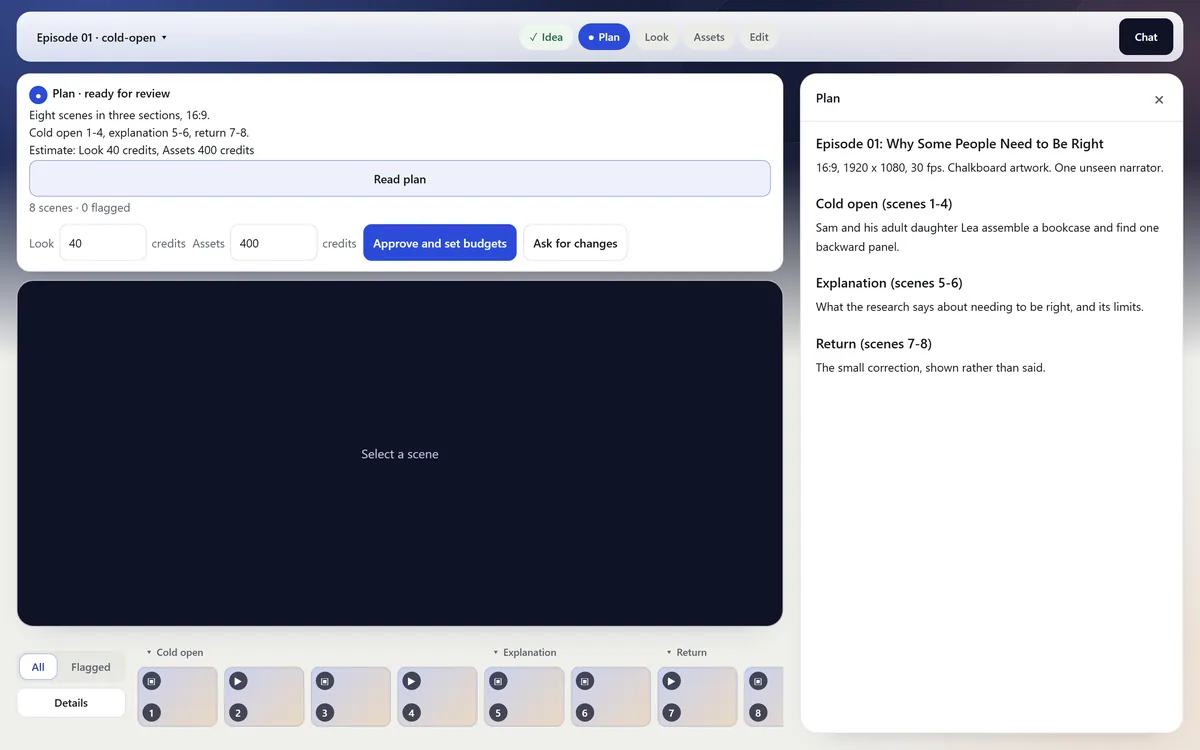 Episode 01 · cold-open ▾
✓ Idea
● Plan
Look
Assets
Edit
Chat
Plan · ready for review
Eight scenes in three sections, 16:9.
Cold open 1-4, explanation 5-6, return 7-8.
Estimate: Look 40 credits, Assets 400 credits
Read plan
8 scenes · 0 flagged
Look 40 credits Assets 400 credits Approve and set budgets Ask for changes
Select a scene
All Flagged
Details
▾ Cold open
▾ Explanation
▾ Return
1 2 3 4 5 6 7 8
Plan ✕
Episode 01: Why Some People Need to Be Right
16:9, 1920 x 1080, 30 fps. Chalkboard artwork. One unseen narrator.
Cold open (scenes 1-4)
Sam and his adult daughter Lea assemble a bookcase and find one
backward panel.
Explanation (scenes 5-6)
What the research says about needing to be right, and its limits.
Return (scenes 7-8)
The small correction, shown rather than said.